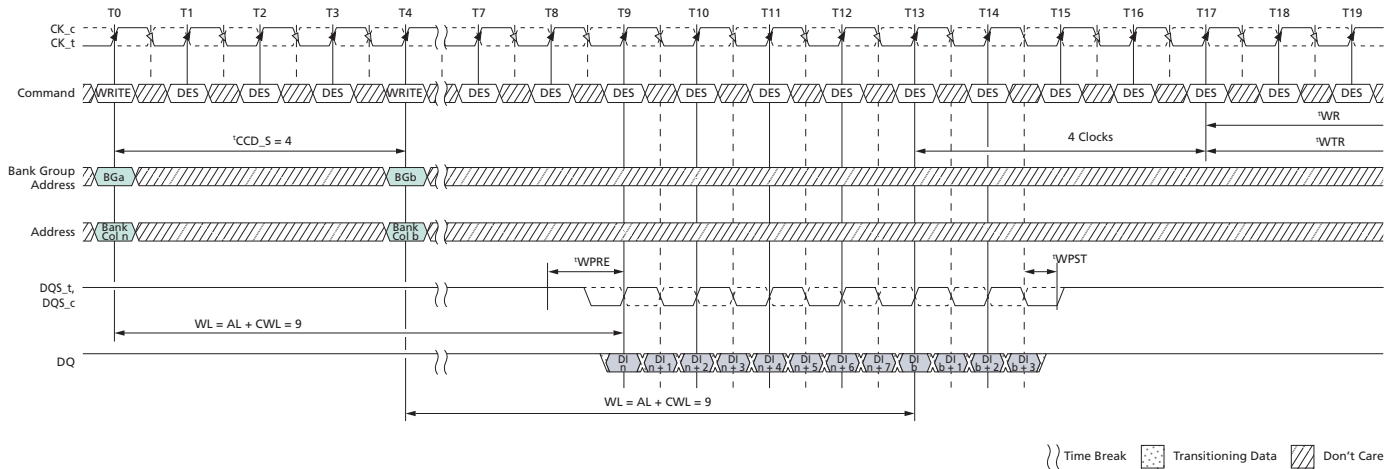 T0 T1 T2 T3 T4 T7 T8 T9 T10 T11 T12 T13 T14 T15 T16 T17 T18 T19
CK_c
CK_t
Command WRITE DES DES DES WRITE DES DES DES DES DES DES DES DES DES DES DES DES DES
tWR
tCCD_S = 4
4 Clocks
tWTR
Bank Group
Address
BGa
BGb
Address
Bank
Col n
Bank
Col b
tWPRE
tWPST
DQS_t,
DQS_c
WL = AL + CWL = 9
DQ
DI
n
DI
n + 1
DI
n + 2
DI
n + 3
DI
n + 4
DI
n + 5
DI
n + 6
DI
n + 7
DI
b
DI
b + 1
DI
b + 2
DI
b + 3
WL = AL + CWL = 9
Time Break
Transitioning Data
Don't Care